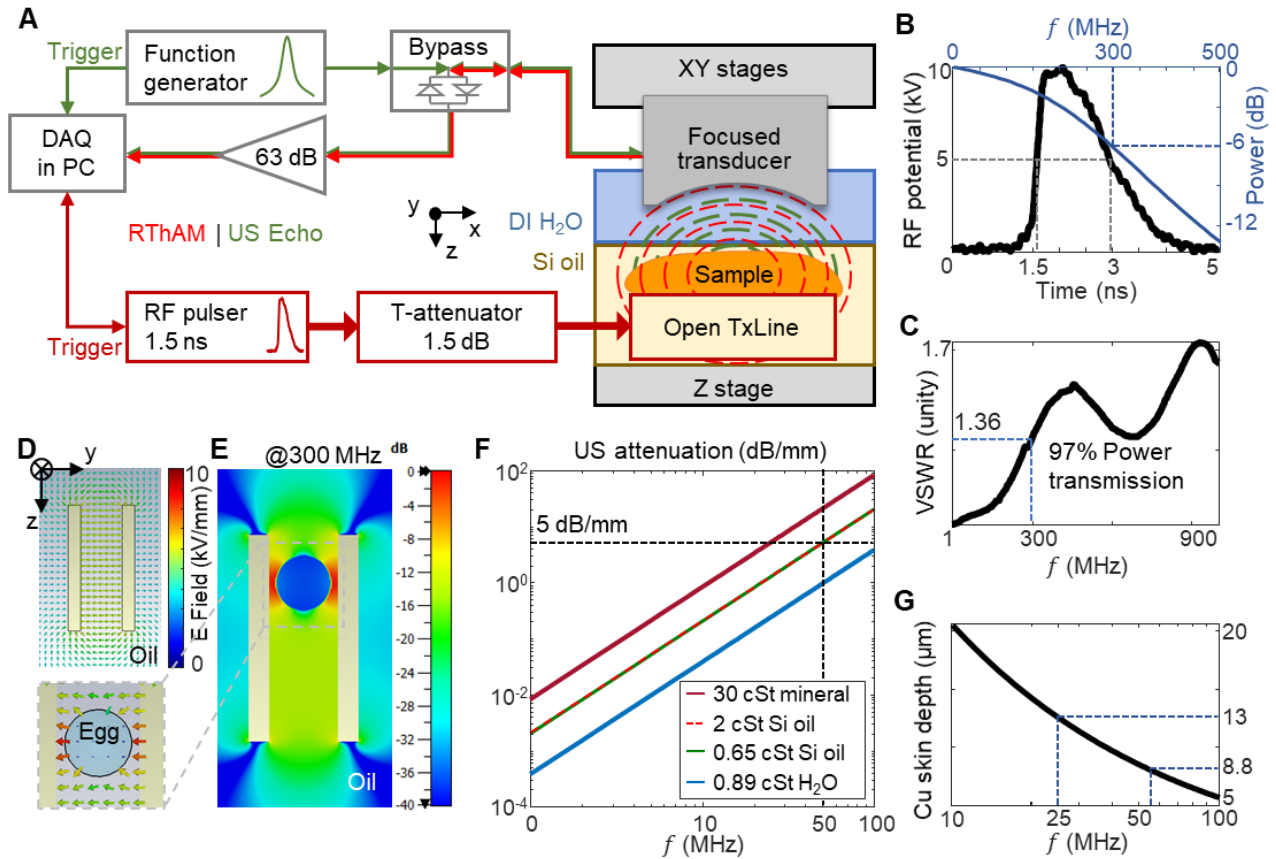 A
Trigger
Function
generator
Bypass
XY stages
DAQ
in PC
63 dB
Focused
transducer
y
x
z
DI H₂O
RThAM | US Echo
Si oil
Sample
RF pulser
1.5 ns
T-attenuator
1.5 dB
Open TxLine
Trigger
Z stage
B
f (MHz)
0
300
500
10
0
RF potential (kV)
5
-6
Power (dB)
-12
0
0
1.5
3
5
Time (ns)
C
1.7
VSWR (unity)
1.36
97% Power
transmission
1
1
300
900
f (MHz)
D
y
z
10
E-Field (kV/mm)
0
Oil
Egg
E
@300 MHz
dB
0
-4
-8
-12
-16
-20
-24
-28
-32
-36
-40
Oil
F
US attenuation (dB/mm)
10²
5 dB/mm
10⁰
10⁻²
10⁻⁴
30 cSt mineral
2 cSt Si oil
0.65 cSt Si oil
0.89 cSt H₂O
0
10
50
100
f (MHz)
G
Cu skin depth (μm)
20
13
8.8
5
10
25
50
100
f (MHz)